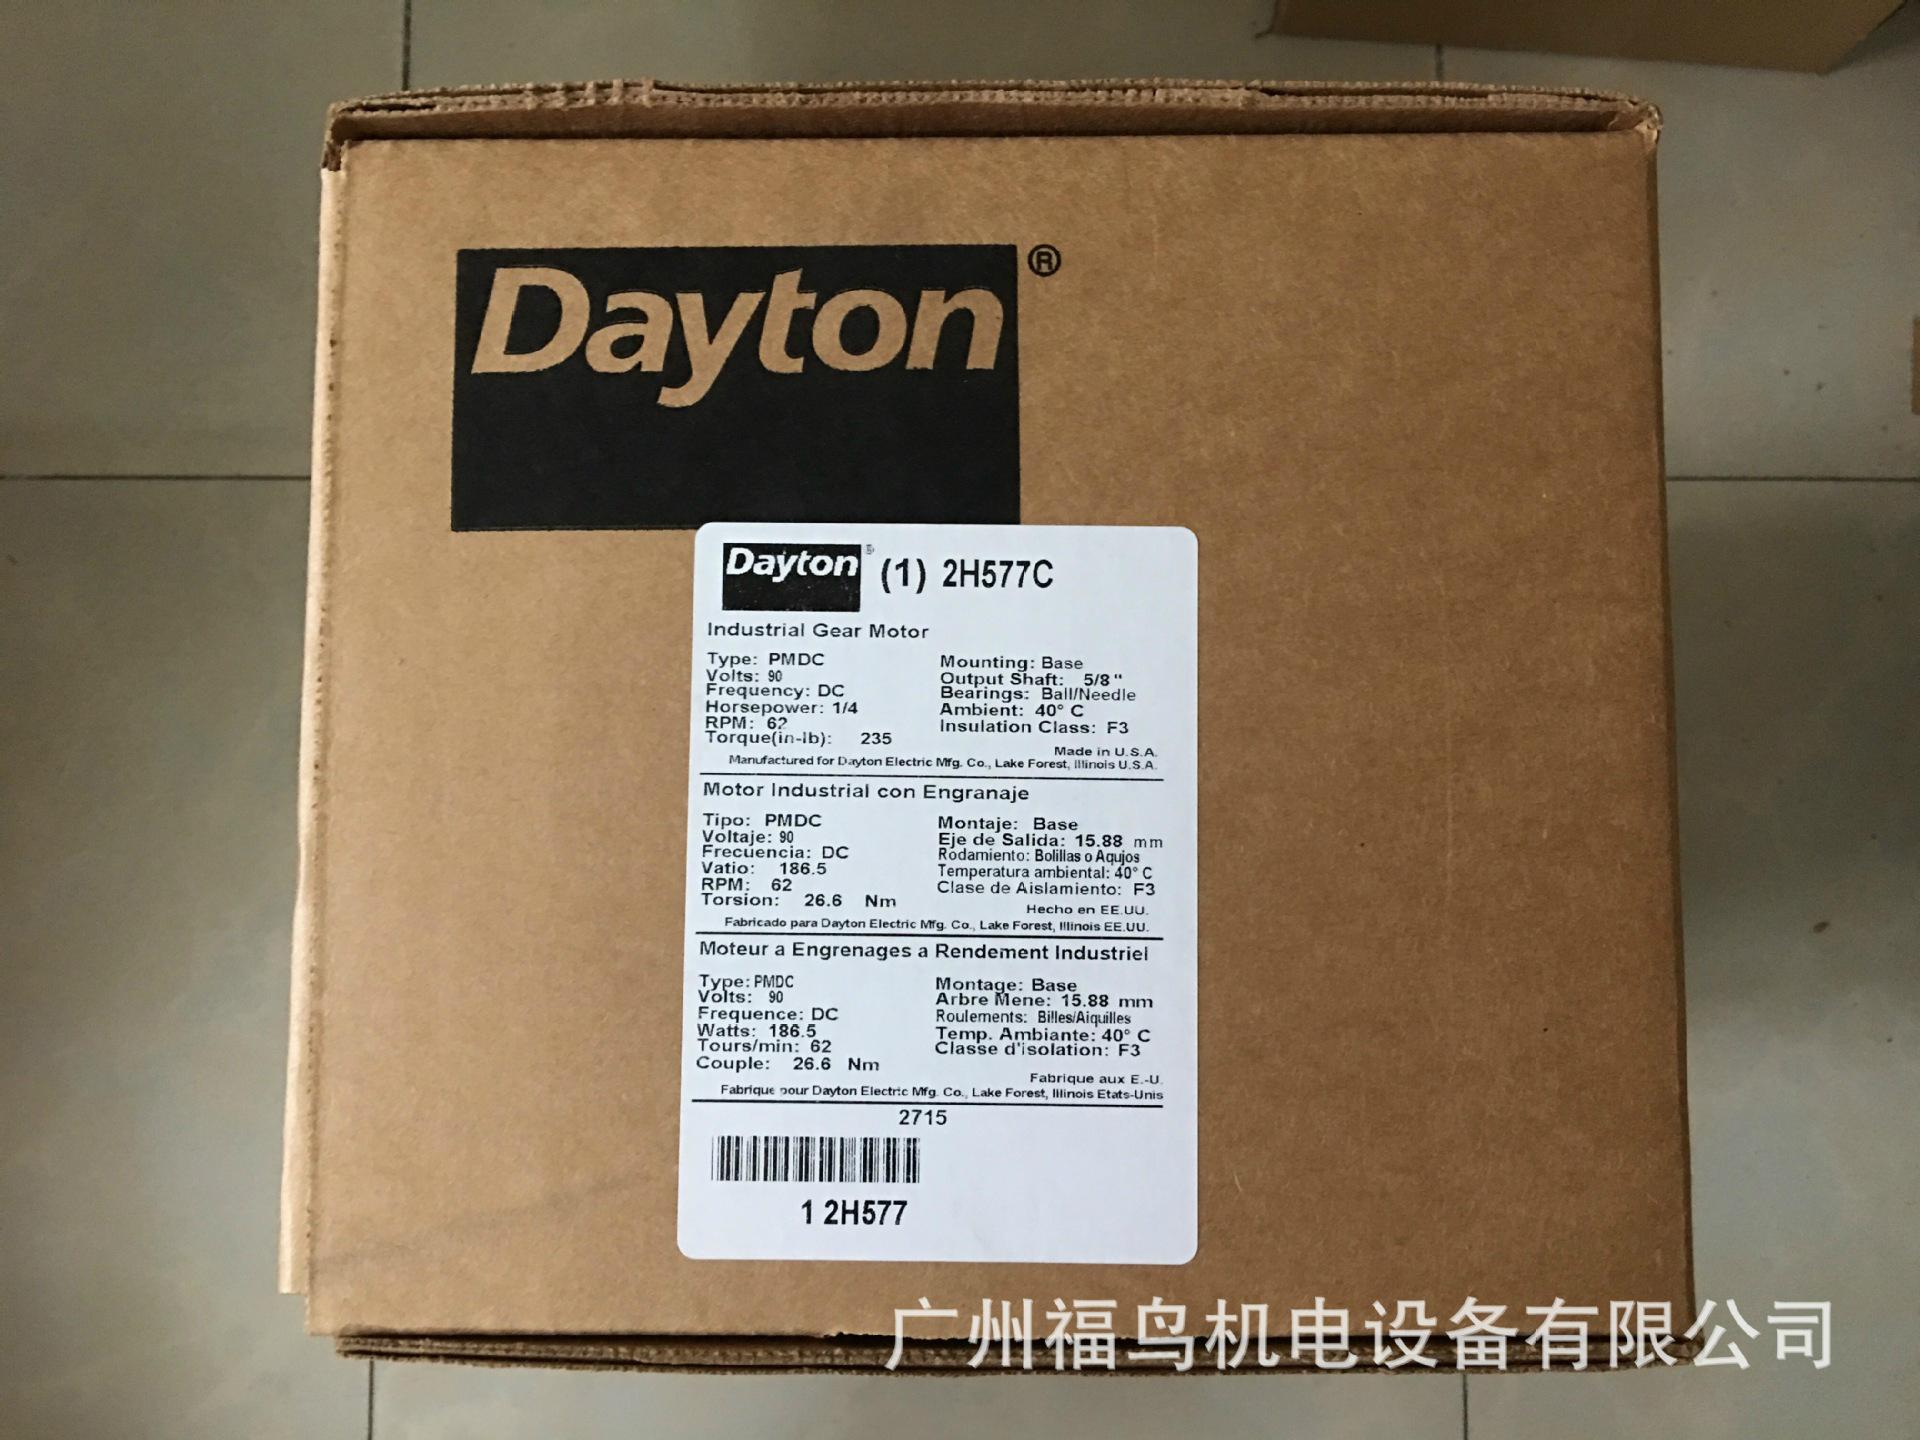 Dayton®
Dayton® (1) 2H577C
Industrial Gear Motor
Type: PMDC
Volts: 90
Frequency: DC
Horsepower: 1/4
RPM: 62
Torque(in-lb): 235
Mounting: Base
Output Shaft: 5/8"
Bearings: Ball/Needle
Ambient: 40° C
Insulation Class: F3
Made in U.S.A.
Manufactured for Dayton Electric Mfg. Co., Lake Forest, Illinois U.S.A.
Motor Industrial con Engranaje
Tipo: PMDC
Voltaje: 90
Frecuencia: DC
Vatio: 186.5
RPM: 62
Torsion: 26.6 Nm
Montaje: Base
Eje de Salida: 15.88 mm
Rodamiento: Bolillas o Aqujos
Temperatura ambiental: 40° C
Clase de Aislamiento: F3
Hecho en EE.UU.
Fabricado para Dayton Electric Mfg. Co., Lake Forest, Illinois EE.UU.
Moteur a Engrenages a Rendement Industriel
Type: PMDC
Volts: 90
Frequence: DC
Watts: 186.5
Tours/min: 62
Couple: 26.6 Nm
Montage: Base
Arbre Mene: 15.88 mm
Roulements: Billes/Aiquilles
Temp. Ambiante: 40° C
Classe d'isolation: F3
Fabrique aux E.-U.
Fabrique pour Dayton Electric Mfg. Co., Lake Forest, Illinois Etats-Unis
2715
1 2H577
广州福鸟机电设备有限公司